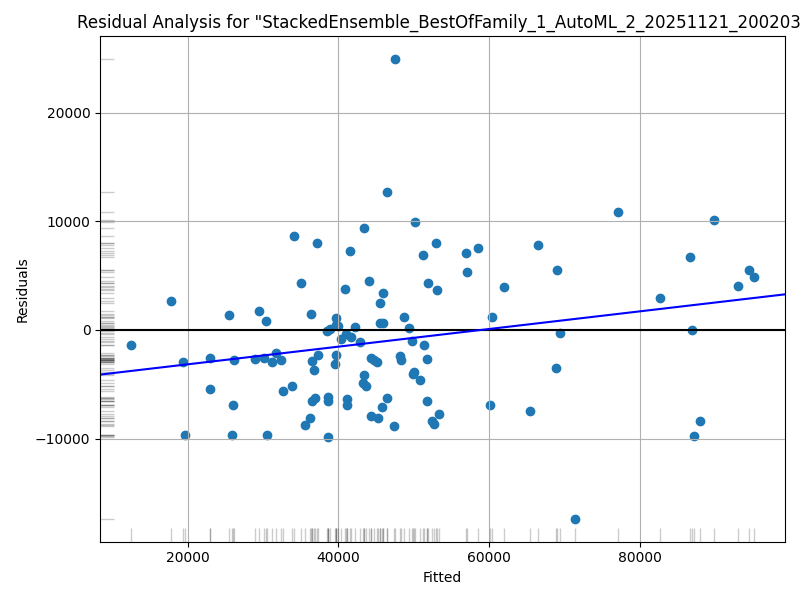 Residual Analysis for "StackedEnsemble_BestOfFamily_1_AutoML_2_20251121_200203
20000
10000
0
−10000
Residuals
20000 40000 60000 80000
Fitted